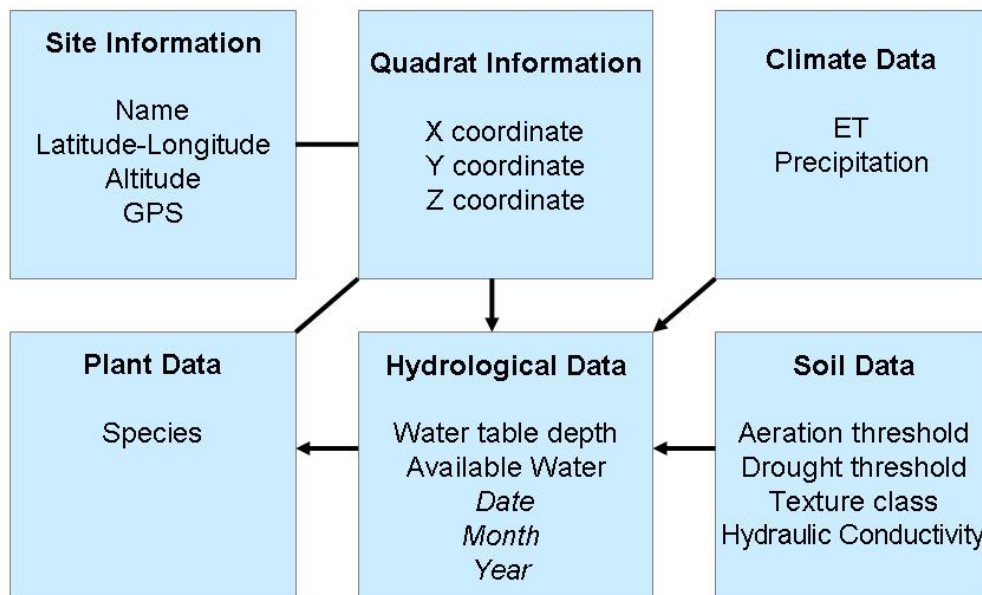 Site Information
Name
Latitude-Longitude
Altitude
GPS
Quadrat Information
X coordinate
Y coordinate
Z coordinate
Climate Data
ET
Precipitation
Plant Data
Species
Hydrological Data
Water table depth
Available Water
Date
Month
Year
Soil Data
Aeration threshold
Drought threshold
Texture class
Hydraulic Conductivity